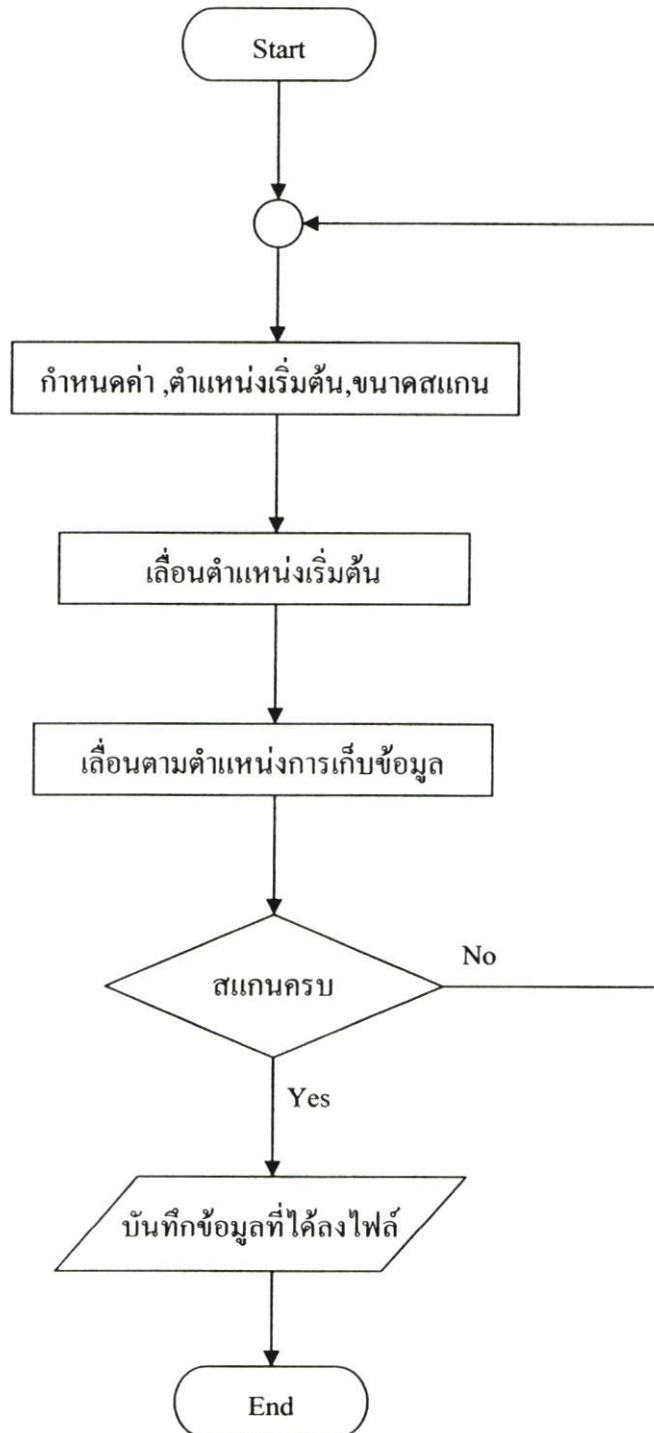 Start
กำหนดค่า ,ตำแหน่งเริ่มต้น,ขนาดสแกน
เลื่อนตำแหน่งเริ่มต้น
เลื่อนตามตำแหน่งการเก็บข้อมูล
สแกนครบ
No
Yes
บันทึกข้อมูลที่ได้ลงไฟล์
End